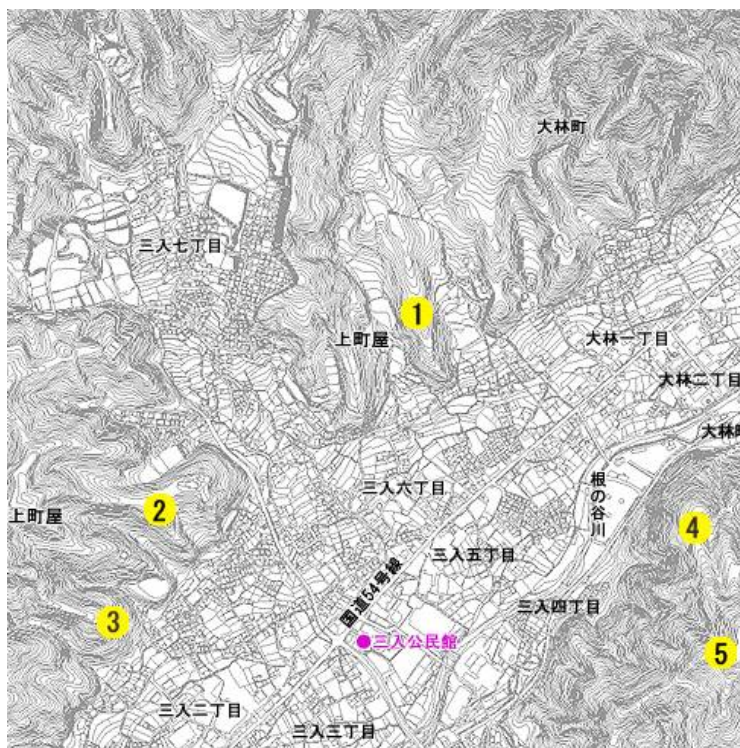 大林町
三入七丁目
1
上町屋
大林一丁目
大林二丁目
大林町
三入六丁目
根の谷川
2
上町屋
4
三入五丁目
国道54号線
三入四丁目
3
三入公民館
5
三入二丁目
三入三丁目